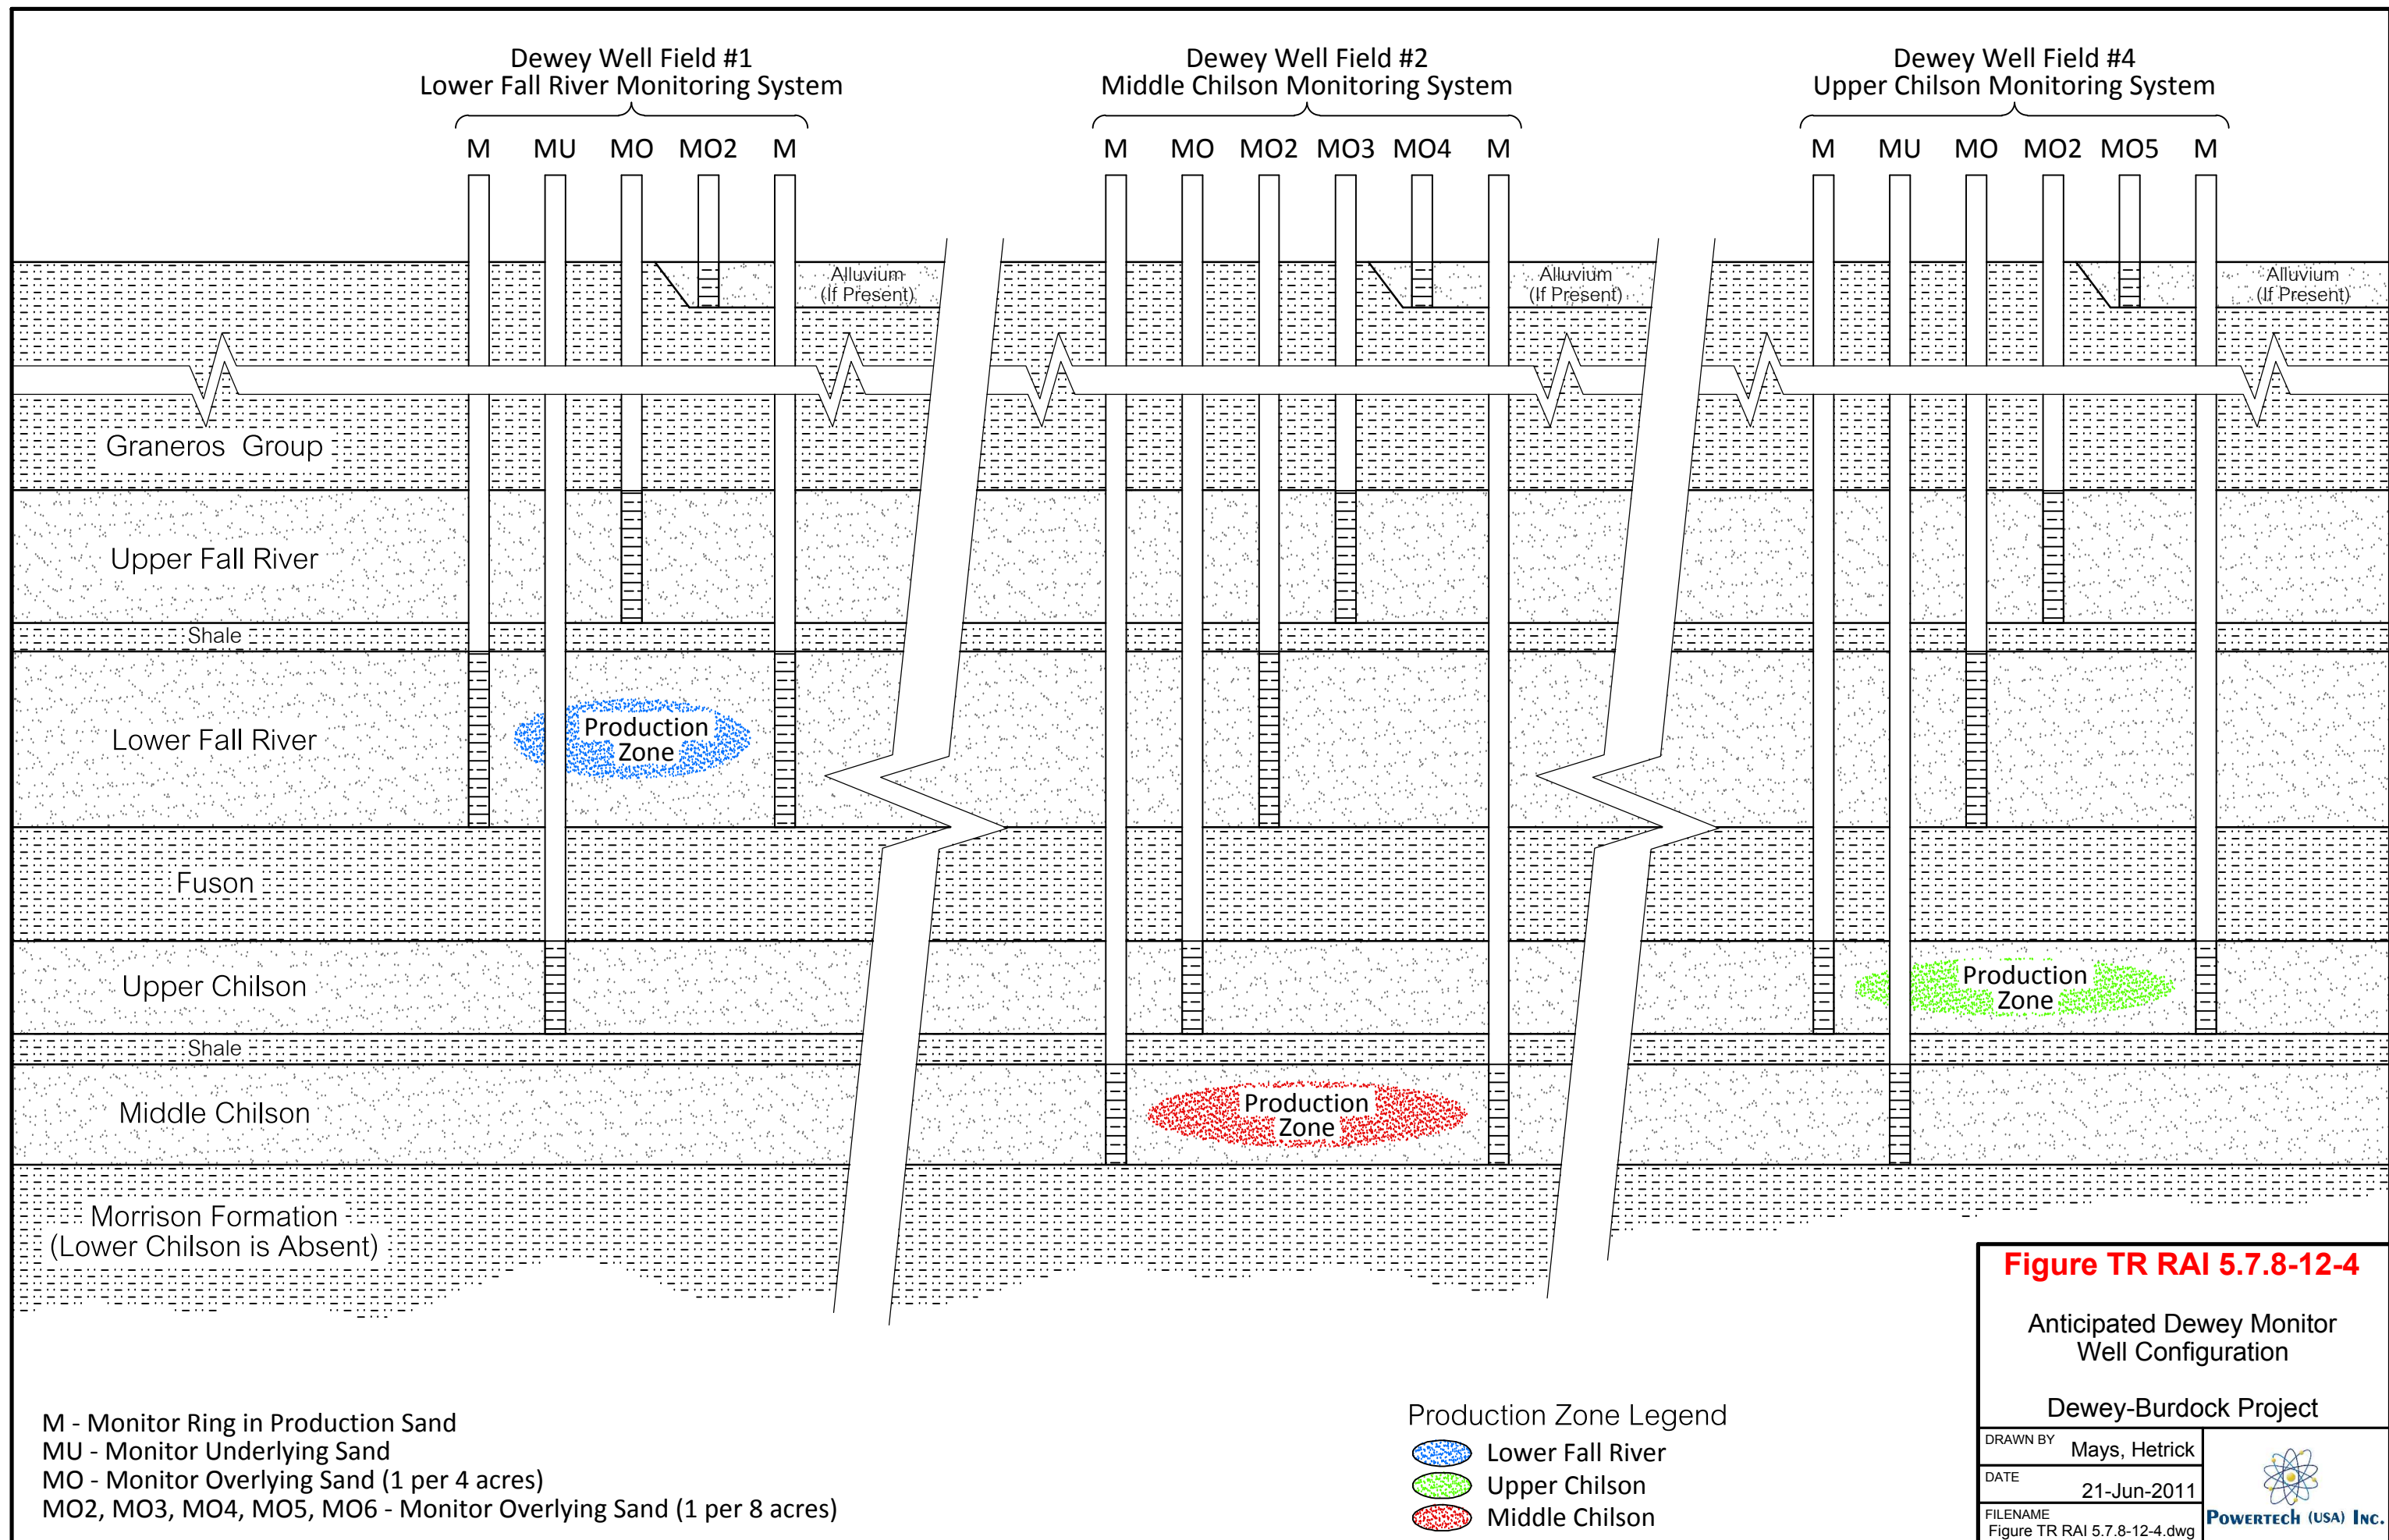 Dewey Well Field #1
Lower Fall River Monitoring System
M MU MO MO2 M
Dewey Well Field #2
Middle Chilson Monitoring System
M MO MO2 MO3 MO4 M
Dewey Well Field #4
Upper Chilson Monitoring System
M MU MO MO2 MO5 M
Alluvium
(If Present)
Alluvium
(If Present)
Alluvium
(If Present)
Graneros Group
Upper Fall River
Shale
Lower Fall River
Production
Zone
Fuson
Upper Chilson
Production
Zone
Shale
Middle Chilson
Production
Zone
Morrison Formation
(Lower Chilson is Absent)
M - Monitor Ring in Production Sand
MU - Monitor Underlying Sand
MO - Monitor Overlying Sand (1 per 4 acres)
MO2, MO3, MO4, MO5, MO6 - Monitor Overlying Sand (1 per 8 acres)
Production Zone Legend
Lower Fall River
Upper Chilson
Middle Chilson
Figure TR RAI 5.7.8-12-4
Anticipated Dewey Monitor
Well Configuration
Dewey-Burdock Project
DRAWN BY Mays, Hetrick
DATE 21-Jun-2011
FILENAME
Figure TR RAI 5.7.8-12-4.dwg
POWERTECH (USA) INC.